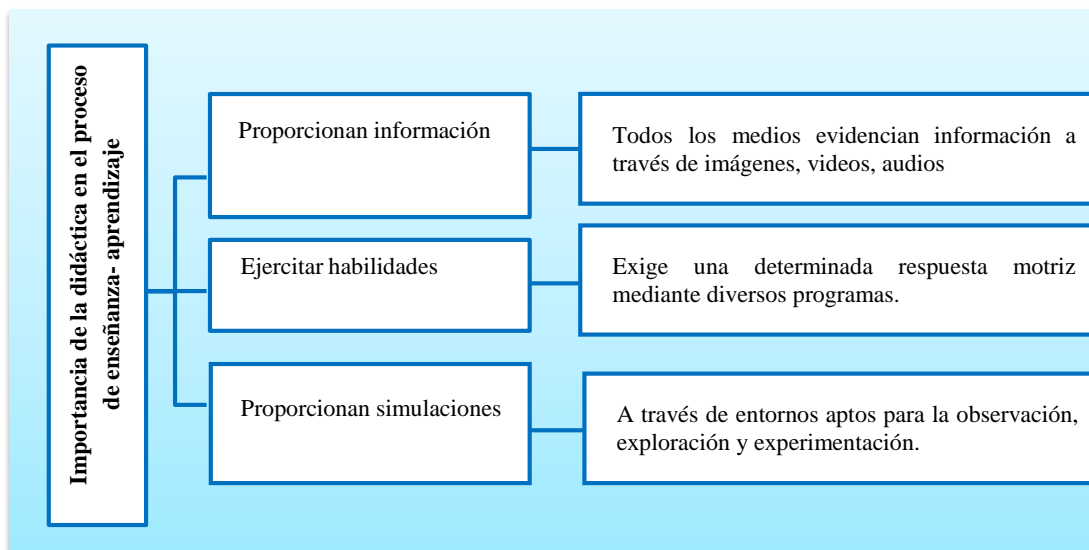 Importancia de la didáctica en el proceso
de enseñanza- aprendizaje
Proporcionan información
Todos los medios evidencian información a
través de imágenes, videos, audios
Ejercitar habilidades
Exige una determinada respuesta motriz
mediante diversos programas.
Proporcionan simulaciones
A través de entornos aptos para la observación,
exploración y experimentación.